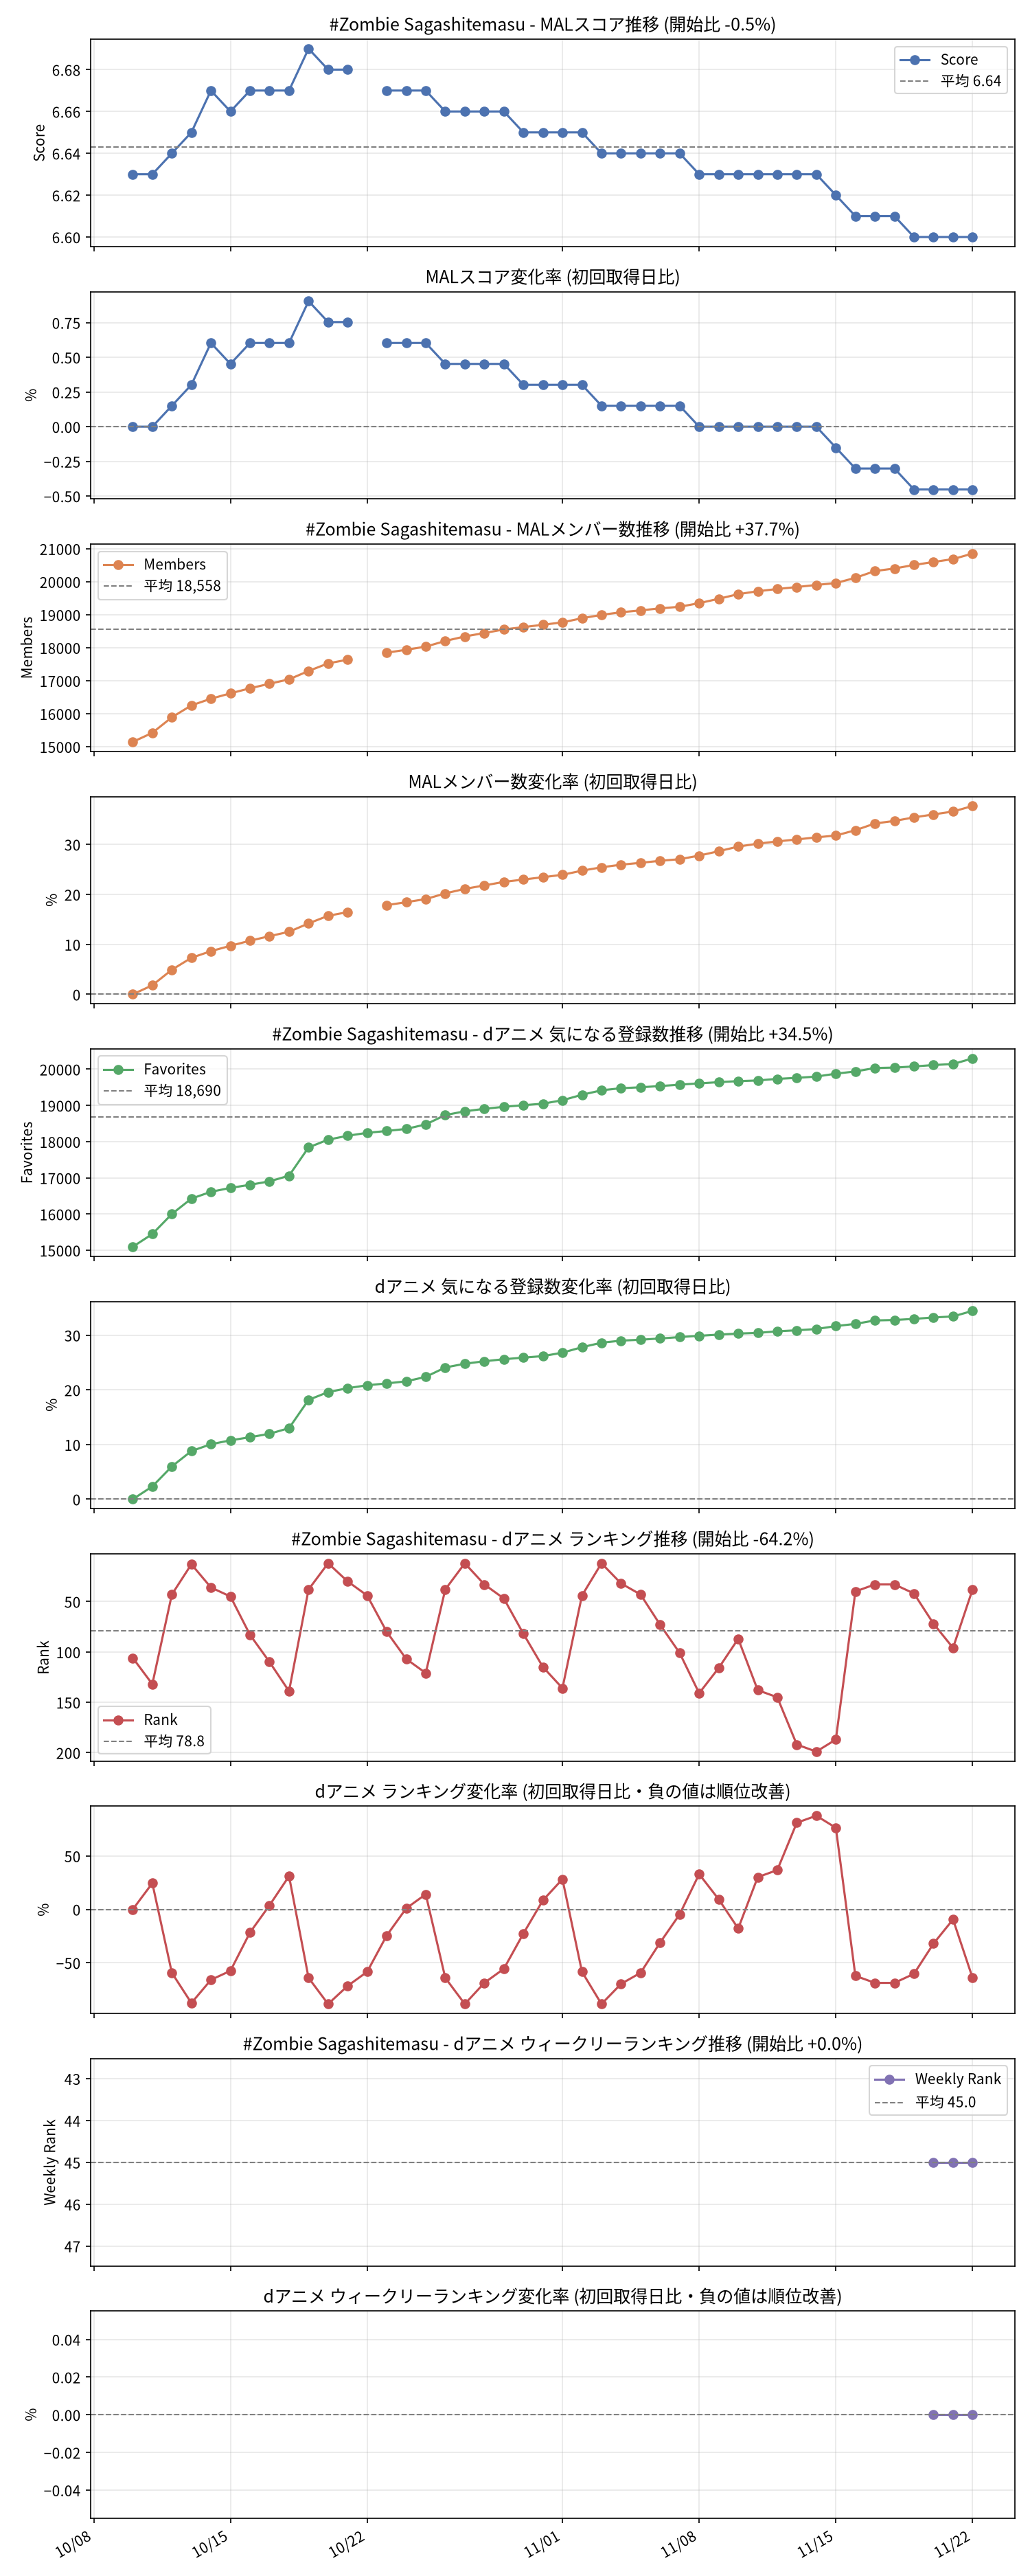 #Zombie Sagashitemasu - MALスコア推移 (開始比 -0.5%)
Score
平均 6.64
Score
6.68
6.66
6.64
6.62
6.60
MALスコア変化率 (初回取得日比)
%
0.75
0.50
0.25
0.00
−0.25
−0.50
#Zombie Sagashitemasu - MALメンバー数推移 (開始比 +37.7%)
Members
平均 18,558
Members
21000
20000
19000
18000
17000
16000
15000
MALメンバー数変化率 (初回取得日比)
%
30
20
10
0
#Zombie Sagashitemasu - dアニメ 気になる登録数推移 (開始比 +34.5%)
Favorites
平均 18,690
Favorites
20000
19000
18000
17000
16000
15000
dアニメ 気になる登録数変化率 (初回取得日比)
%
30
20
10
0
#Zombie Sagashitemasu - dアニメ ランキング推移 (開始比 -64.2%)
Rank
50
100
150
200
Rank
平均 78.8
dアニメ ランキング変化率 (初回取得日比・負の値は順位改善)
%
50
0
−50
#Zombie Sagashitemasu - dアニメ ウィークリーランキング推移 (開始比 +0.0%)
Weekly Rank
平均 45.0
Weekly Rank
43
44
45
46
47
dアニメ ウィークリーランキング変化率 (初回取得日比・負の値は順位改善)
%
0.04
0.02
0.00
−0.02
−0.04
10/08
10/15
10/22
11/01
11/08
11/15
11/22